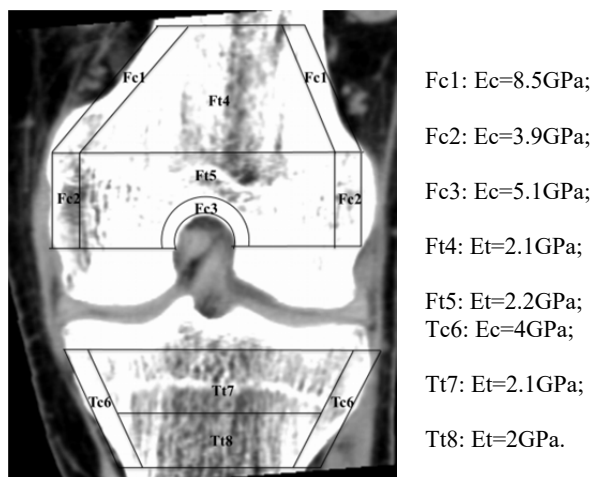 Fc1
Fc1
Ft4
Ft5
Fc2
Fc2
Fc3
Tt7
Tc6
Tc6
Tt8
Fc1: Ec=8.5GPa;
Fc2: Ec=3.9GPa;
Fc3: Ec=5.1GPa;
Ft4: Et=2.1GPa;
Ft5: Et=2.2GPa;
Tc6: Ec=4GPa;
Tt7: Et=2.1GPa;
Tt8: Et=2GPa.